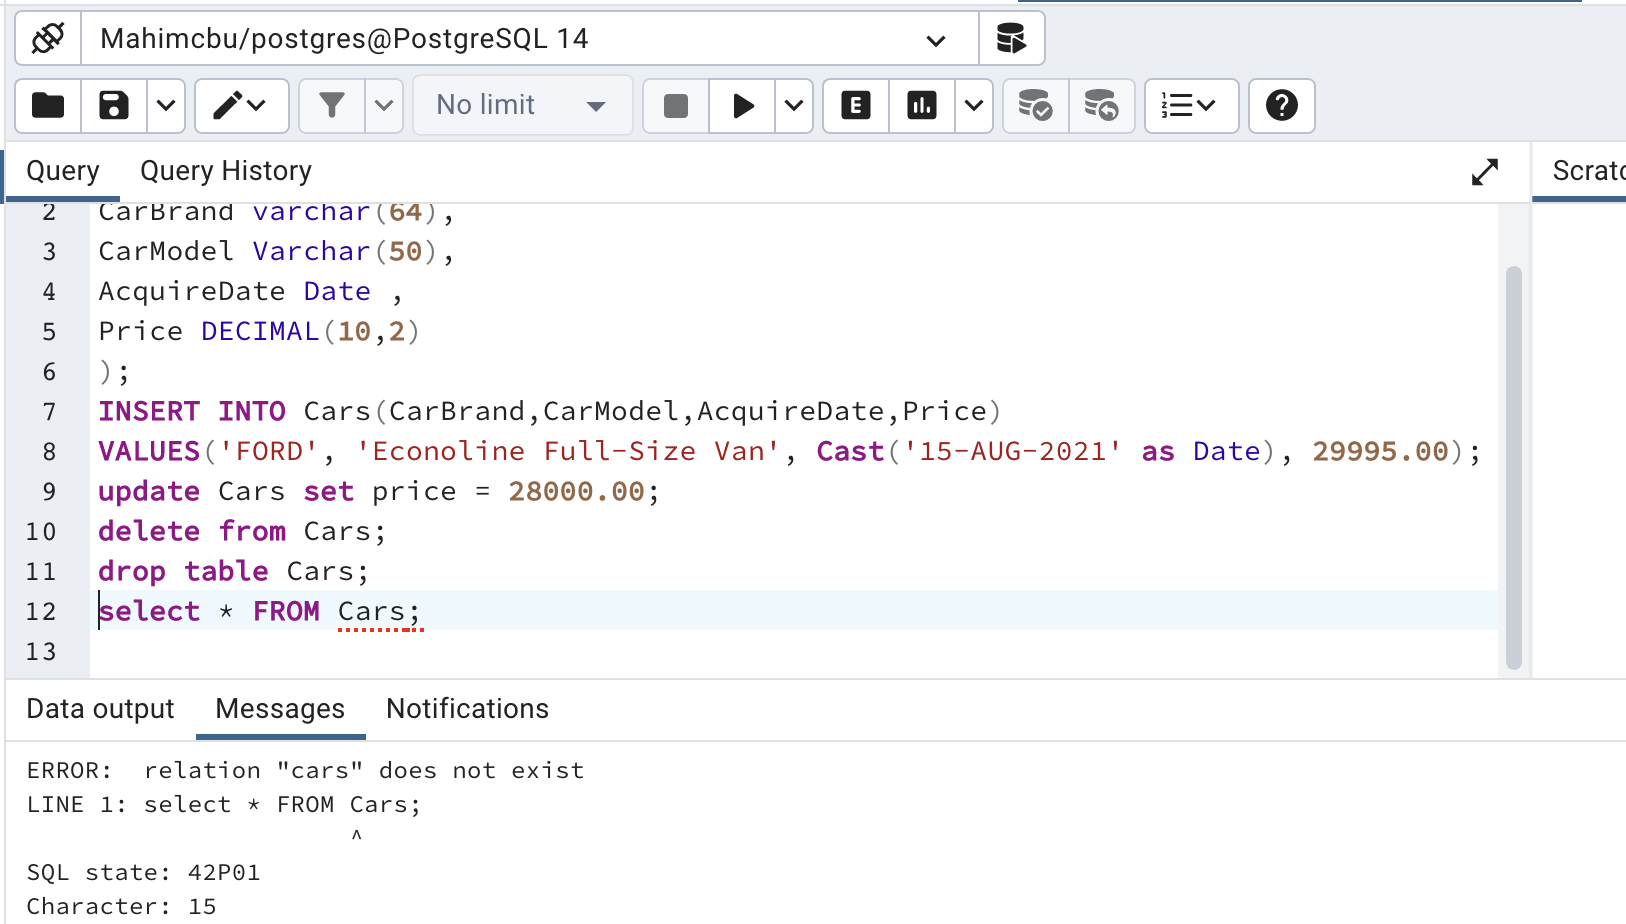 Mahimcbu/postgres@PostgreSQL 14
No limit
E
Query
Query History
2 CarBrand varchar(64),
3 CarModel Varchar(50),
4 AcquireDate Date ,
5 Price DECIMAL(10,2)
6 );
7 INSERT INTO Cars(CarBrand,CarModel,AcquireDate,Price)
8 VALUES('FORD', 'Econoline Full-Size Van', Cast('15-AUG-2021' as Date), 29995.00);
9 update Cars set price = 28000.00;
10 delete from Cars;
11 drop table Cars;
12 select * FROM Cars;
13
Data output
Messages
Notifications
ERROR:  relation "cars" does not exist
LINE 1: select * FROM Cars;
^
SQL state: 42P01
Character: 15